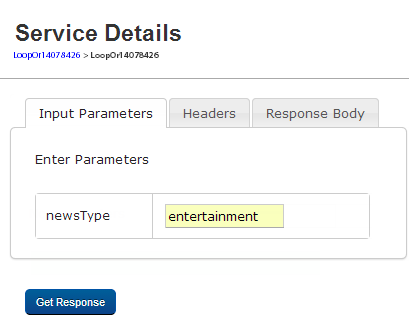 Service Details
LoopOr14078426 > LoopOr14078426
Input Parameters Headers Response Body
Enter Parameters
newsType entertainment
Get Response